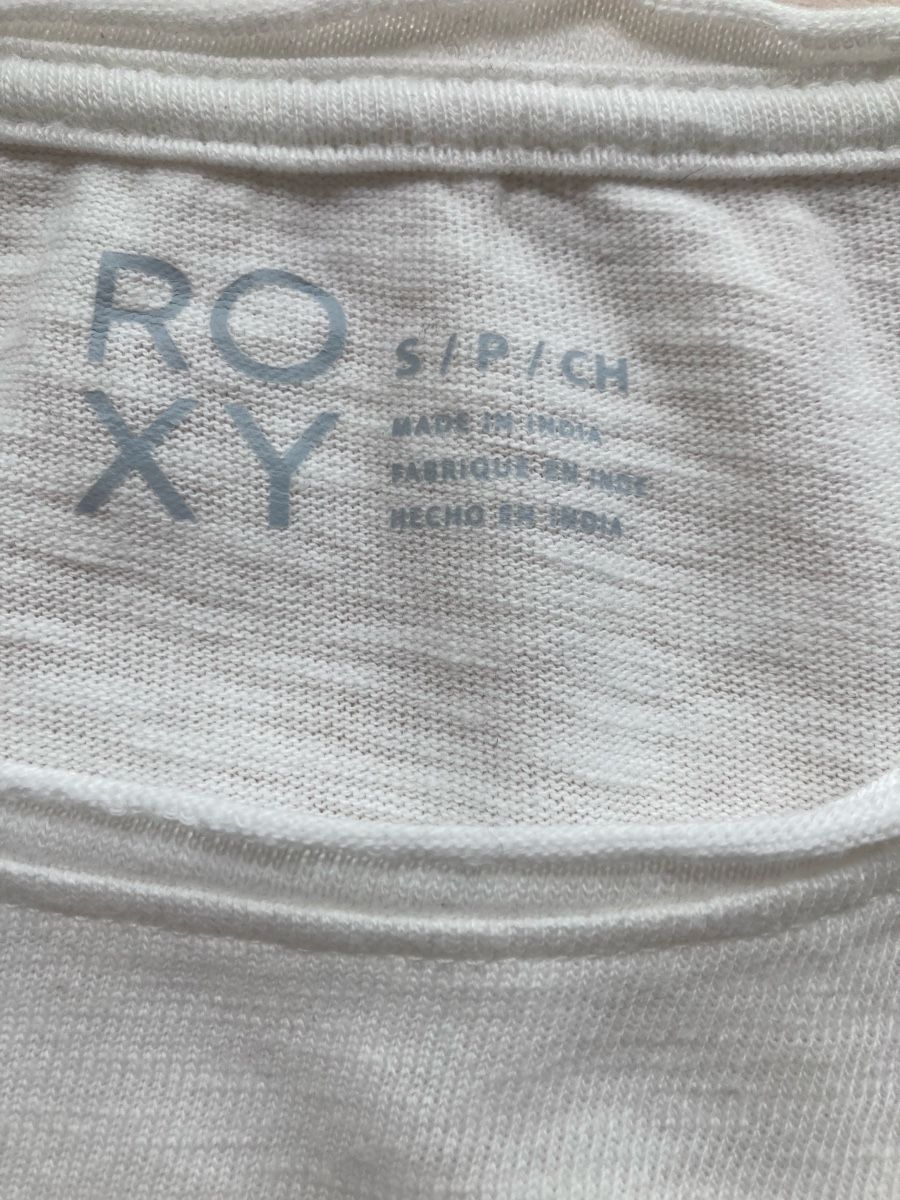 RO
XY
S / P / CH
MADE IN INDIA
FABRIQUE EN INDE
HECHO EN INDIA